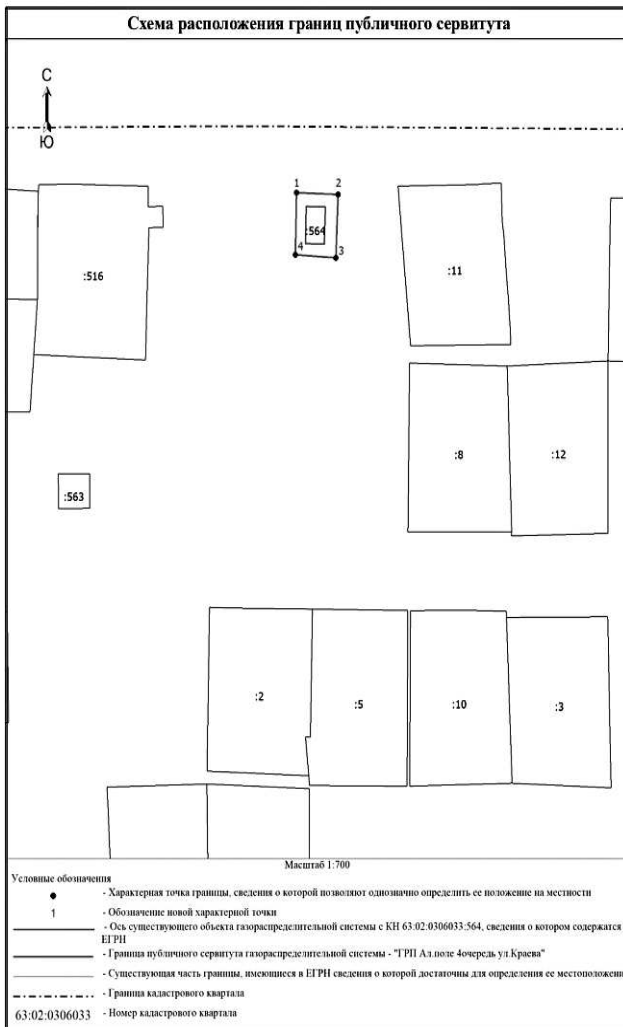 Схема расположения границ публичного сервитута
С
Ю
1
2
:564
4
3
:516
:11
:8
:12
:563
:2
:5
:10
:3
Масштаб 1:700
Условные обозначения
- Характерная точка границы, сведения о которой позволяют однозначно определить ее положение на местности
1 - Обозначение новой характерной точки
- Ось существующего объекта газораспределительной системы с КН 63:02:0306033:564, сведения о котором содержатся
ЕГРН
- Граница публичного сервитута газораспределительной системы - "ГРП Ал.поле 4очередь ул.Краева"
- Существующая часть границы, имеющиеся в ЕГРН сведения о которой достаточны для определения ее местоположени
- Граница кадастрового квартала
63:02:0306033 - Номер кадастрового квартала